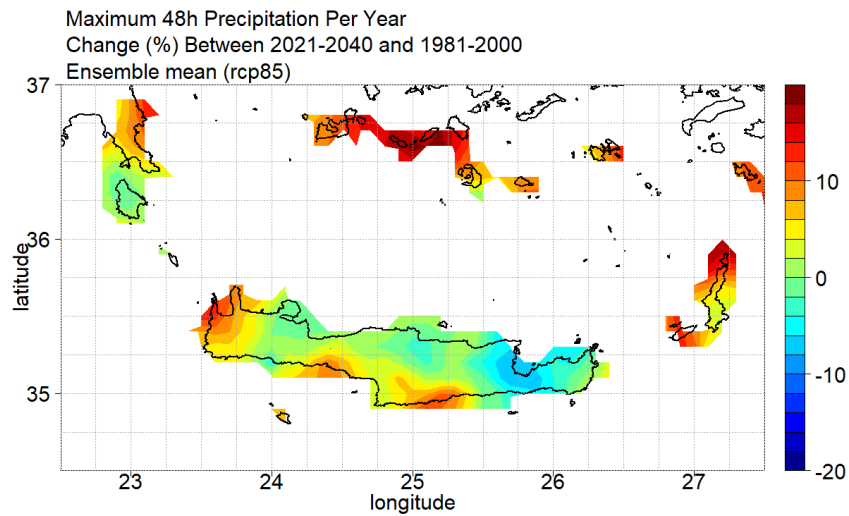 Maximum 48h Precipitation Per Year
Change (%) Between 2021-2040 and 1981-2000
Ensemble mean (rcp85)
37
36
35
latitude
23
24
25
26
27
longitude
10
0
-10
-20